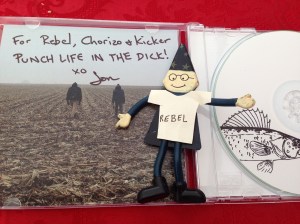 For Rebel, Chorizo & Kicker
PUNCH LIFE IN THE DICK!
xo Jon
REBEL